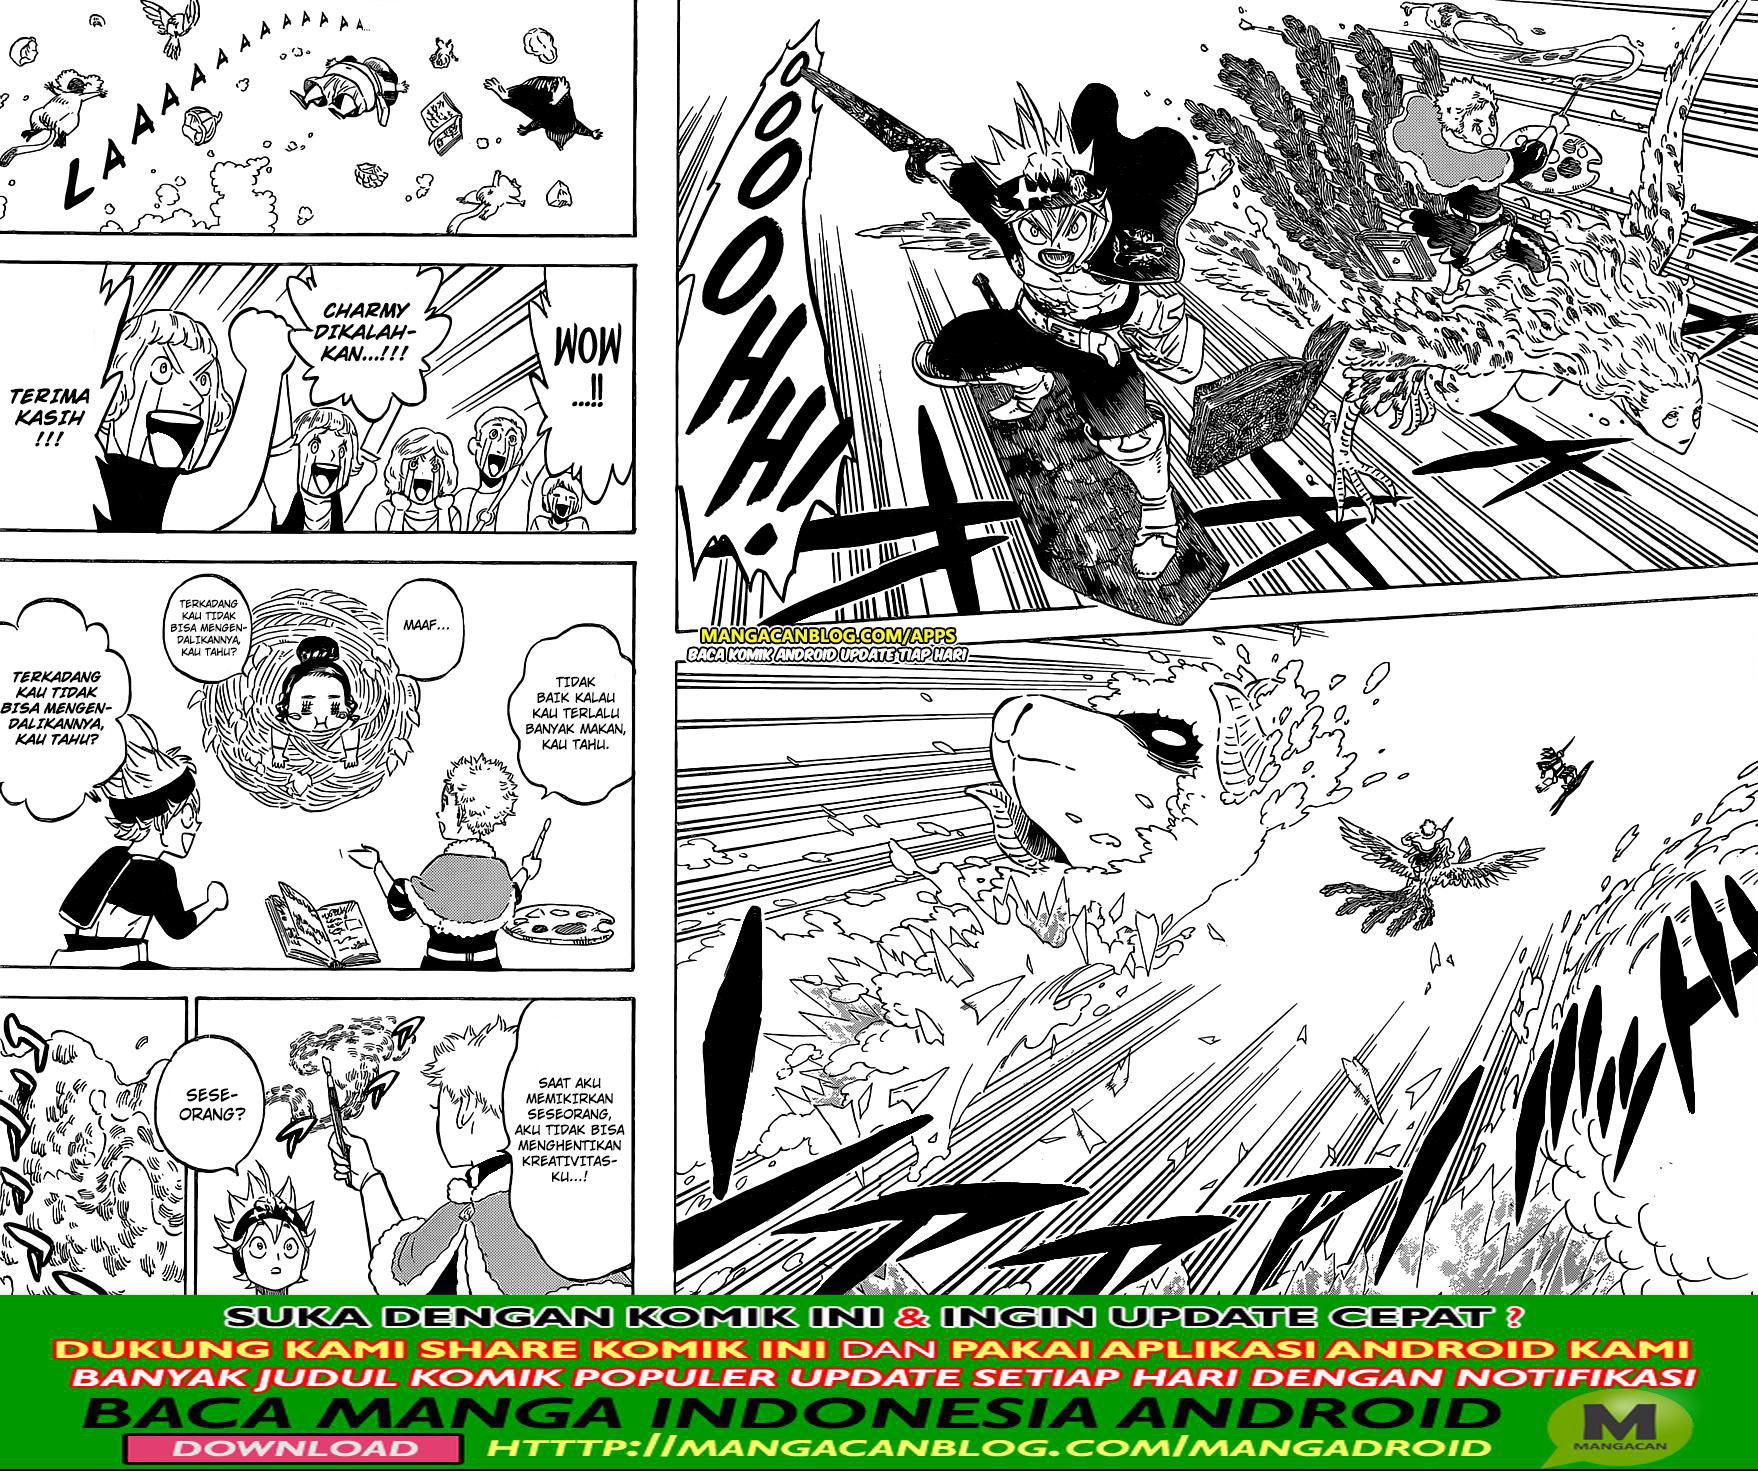 OOOOOHHH!
MANGACANBLOG.COM/APPS
BACA KOMIK ANDROID UPDATE TIAP HARI
LAAAAAAAAAAAAAA...
WOW
...!!
CHARMY
DIKALAH-
KAN...!!!
TERIMA
KASIH
!!!
TIDAK
BAIK KALAU
KAU TERLALU
BANYAK MAKAN,
KAU TAHU.
MAAF...
TERKADANG
KAU TIDAK
BISA MENGEN-
DALIKANNYA,
KAU TAHU?
TERKADANG
KAU TIDAK
BISA MENGEN-
DALIKANNYA,
KAU TAHU?
SAAT AKU
MEMIKIRKAN
SESEORANG,
AKU TIDAK BISA
MENGHENTIKAN
KREATIVITAS-
KU...!
SESE-
ORANG?
SUKA DENGAN KOMIK INI & INGIN UPDATE CEPAT ?
DUKUNG KAMI SHARE KOMIK INI DAN PAKAI APLIKASI ANDROID KAMI
BANYAK JUDUL KOMIK POPULER UPDATE SETIAP HARI DENGAN NOTIFIKASI
BACA MANGA INDONESIA ANDROID
DOWNLOAD HTTTP://MANGACANBLOG.COM/MANGADROID
M
MANGACAN